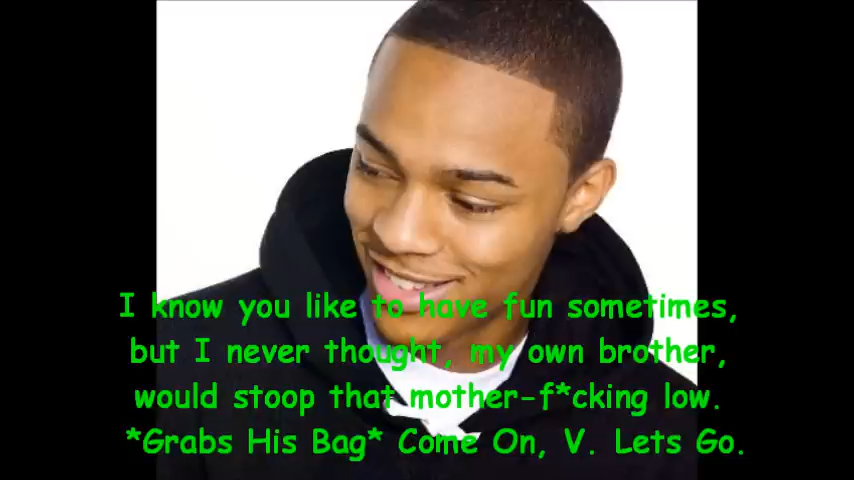 I know you like to have fun sometimes,
but I never thought, my own brother,
would stoop that mother-f*cking low.
*Grabs His Bag* Come On, V. Lets Go.